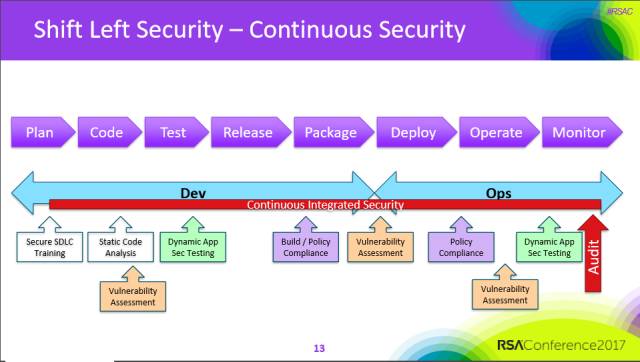 #RSAC
Shift Left Security – Continuous Security
Plan
Code
Test
Release
Package
Deploy
Operate
Monitor
Dev
Ops
Continuous Integrated Security
Secure SDLC
Training
Static Code
Analysis
Dynamic App
Sec Testing
Build / Policy
Compliance
Vulnerability
Assessment
Policy
Compliance
Dynamic App
Sec Testing
Audit
Vulnerability
Assessment
Vulnerability
Assessment
13
RSAConference2017